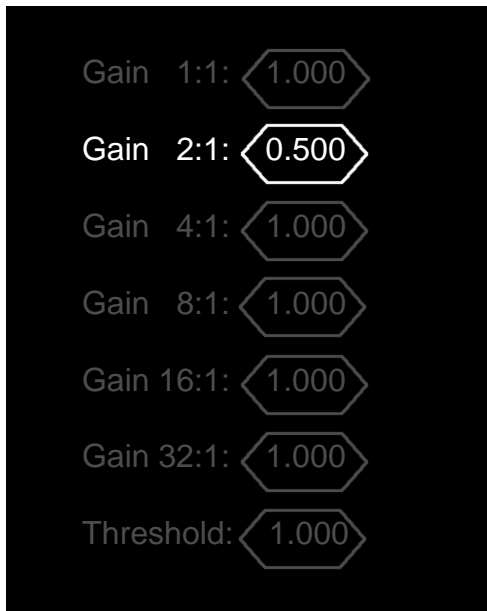 Gain 1:1: 1.000
Gain 2:1: 0.500
Gain 4:1: 1.000
Gain 8:1: 1.000
Gain 16:1: 1.000
Gain 32:1: 1.000
Threshold: 1.000